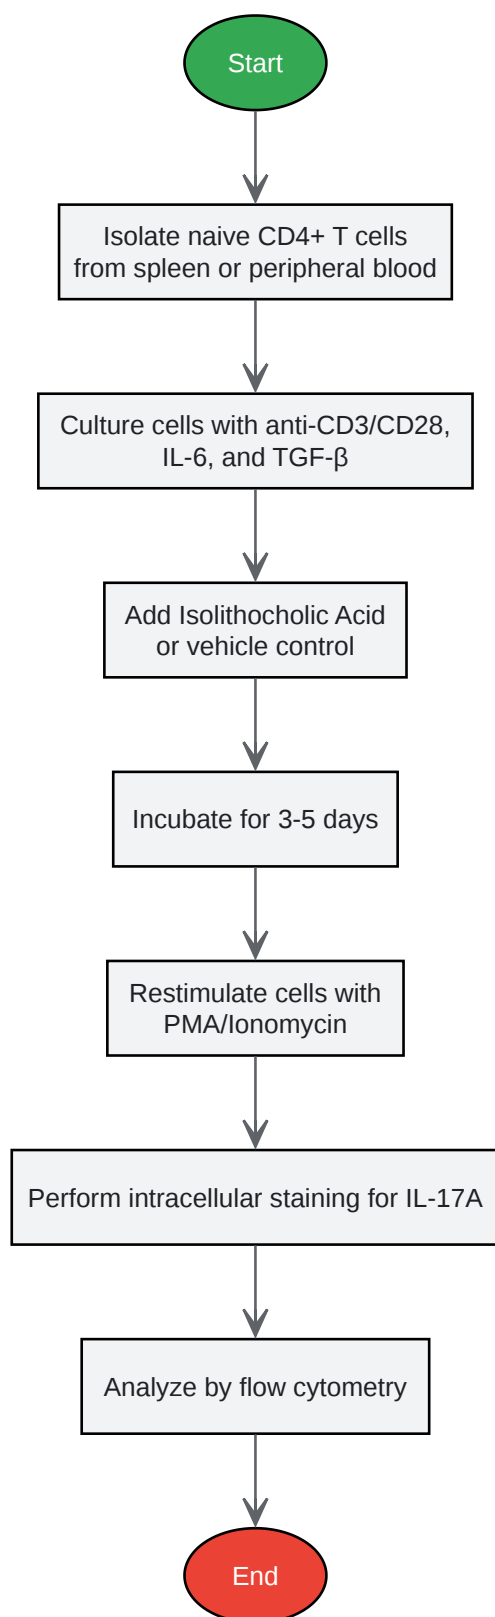 Start
Isolate naive CD4+ T cells
from spleen or peripheral blood
Culture cells with anti-CD3/CD28,
IL-6, and TGF-β
Add Isolithocholic Acid
or vehicle control
Incubate for 3-5 days
Restimulate cells with
PMA/Ionomycin
Perform intracellular staining for IL-17A
Analyze by flow cytometry
End